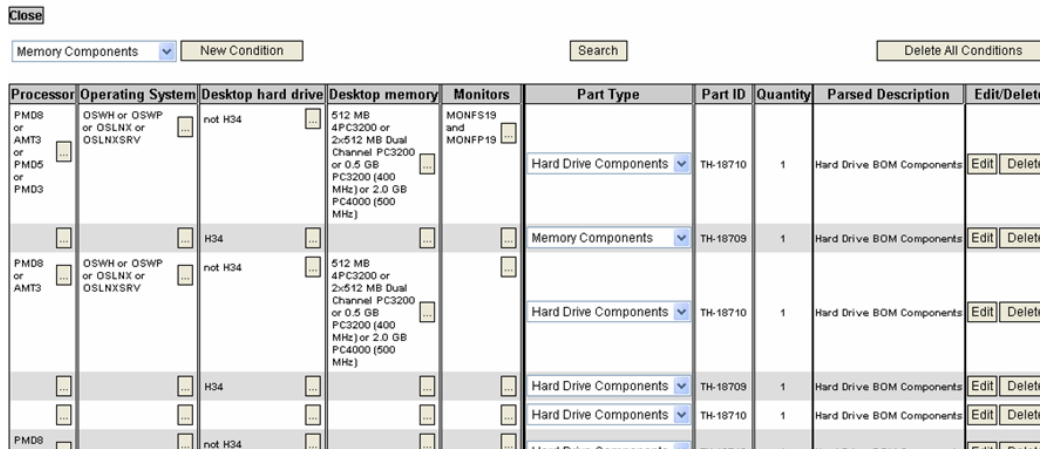 Close
Memory Components New Condition Search Delete All Conditions
Processor Operating System Desktop hard drive Desktop memory Monitors Part Type Part ID Quantity Parsed Description Edit/Delete
PMD8 OSWH or OSWP not H34 ... 512 MB MONFS19
or or OSLNX or ... 4PC3200 or and
AMT3 OSLNXSRV 2x512 MB Dual MONFP19 ...
or ... Channel PC3200
PMD5 or 0.5 GB ... Hard Drive Components TH-18710 1 Hard Drive BOM Components Edit Delete
or PC3200 (400
PMD3 MHz) or 2.0 GB
PC4000 (500
MHz)
... ... H34 ... ... ... Memory Components TH-18709 1 Hard Drive BOM Components Edit Delete
PMD8 OSWH or OSWP not H34 ... 512 MB ...
or ... or OSLNX or ... 4PC3200 or
AMT3 OSLNXSRV 2x512 MB Dual
Channel PC3200
or 0.5 GB ... Hard Drive Components TH-18710 1 Hard Drive BOM Components Edit Delete
PC3200 (400
MHz) or 2.0 GB
PC4000 (500
MHz)
... ... H34 ... ... ... Hard Drive Components TH-18709 1 Hard Drive BOM Components Edit Delete
... ... ... ... ... Hard Drive Components TH-18710 1 Hard Drive BOM Components Edit Delete
PMD8 ... not H34 ... ... ...